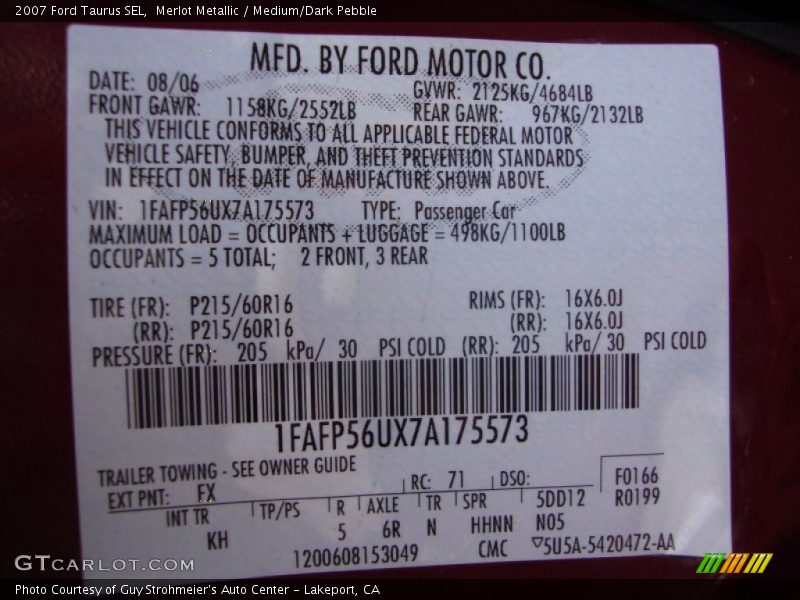 2007 Ford Taurus SEL,  Merlot Metallic / Medium/Dark Pebble
MFD. BY FORD MOTOR CO.
DATE: 08/06 GVWR: 2125KG/4684LB
FRONT GAWR: 1158KG/2552LB REAR GAWR: 967KG/2132LB
THIS VEHICLE CONFORMS TO ALL APPLICABLE FEDERAL MOTOR
VEHICLE SAFETY, BUMPER, AND THEFT PREVENTION STANDARDS
IN EFFECT ON THE DATE OF MANUFACTURE SHOWN ABOVE.
VIN: 1FAFP56UX7A175573 TYPE: Passenger Car
MAXIMUM LOAD = OCCUPANTS + LUGGAGE = 498KG/1100LB
OCCUPANTS = 5 TOTAL; 2 FRONT, 3 REAR
TIRE (FR): P215/60R16 RIMS (FR): 16X6.0J
(RR): P215/60R16 (RR): 16X6.0J
PRESSURE (FR): 205 kPa/ 30 PSI COLD (RR): 205 kPa/ 30 PSI COLD
1FAFP56UX7A175573
TRAILER TOWING - SEE OWNER GUIDE
EXT PNT: FX RC: 71 DSO: F0166
INT TR TP/PS R AXLE TR SPR 5DD12 R0199
KH 5 6R N HHNN N05
1200608153049 CMC ▽5U5A-5420472-AA
GTCARLOT.COM
Photo Courtesy of Guy Strohmeier's Auto Center – Lakeport, CA